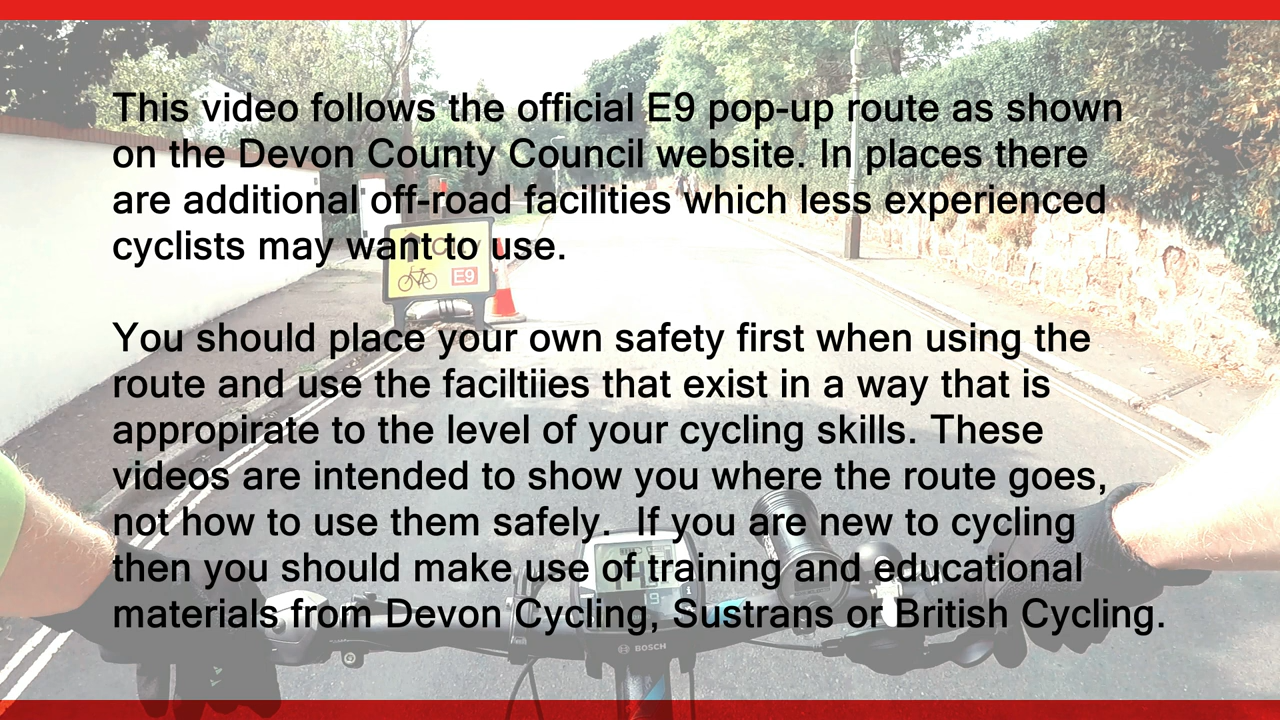 This video follows the official E9 pop-up route as shown
on the Devon County Council website. In places there
are additional off-road facilities which less experienced
cyclists may want to use.
E9
You should place your own safety first when using the
route and use the faciltiies that exist in a way that is
appropirate to the level of your cycling skills. These
videos are intended to show you where the route goes,
not how to use them safely.  If you are new to cycling
then you should make use of training and educational
materials from Devon Cycling, Sustrans or British Cycling.
BOSCH